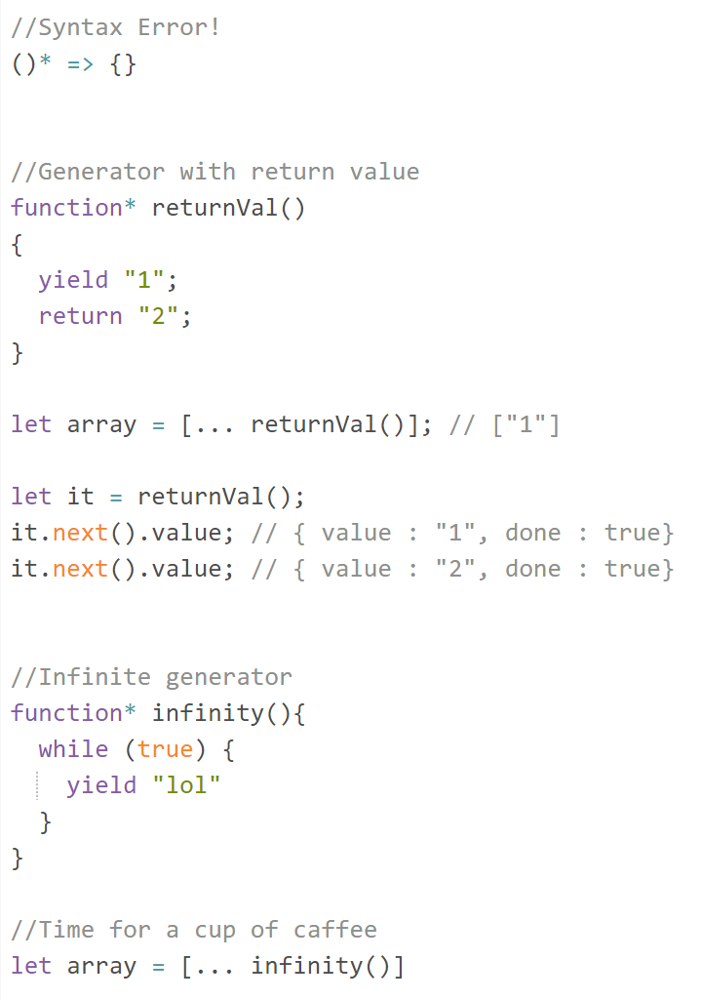 //Syntax Error!
()* => {}
//Generator with return value
function* returnVal()
{
yield "1";
return "2";
}
let array = [... returnVal()]; // ["1"]
let it = returnVal();
it.next().value; // { value : "1", done : true}
it.next().value; // { value : "2", done : true}
//Infinite generator
function* infinity(){
while (true) {
yield "lol"
}
}
//Time for a cup of caffee
let array = [... infinity()]